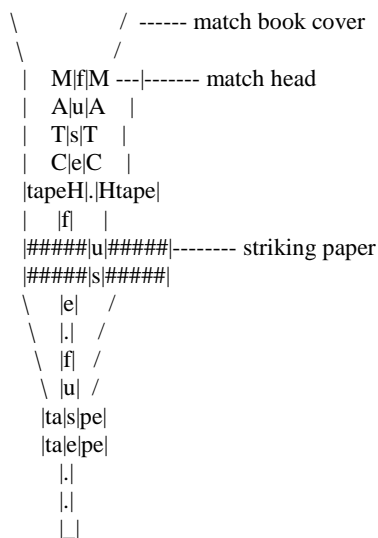 \ / ------ match book cover
\ /
| M|f|M ---|------- match head
| A|u|A |
| T|s|T |
| C|e|C |
|tapeH|.|Htape|
| |f| |
|#####|u|#####|-------- striking paper
|#####|s|#####|
\ |e| /
\ |.| /
\ |f| /
\ |u| /
|ta|s|pe|
|ta|e|pe|
|.|
|.|
|_|